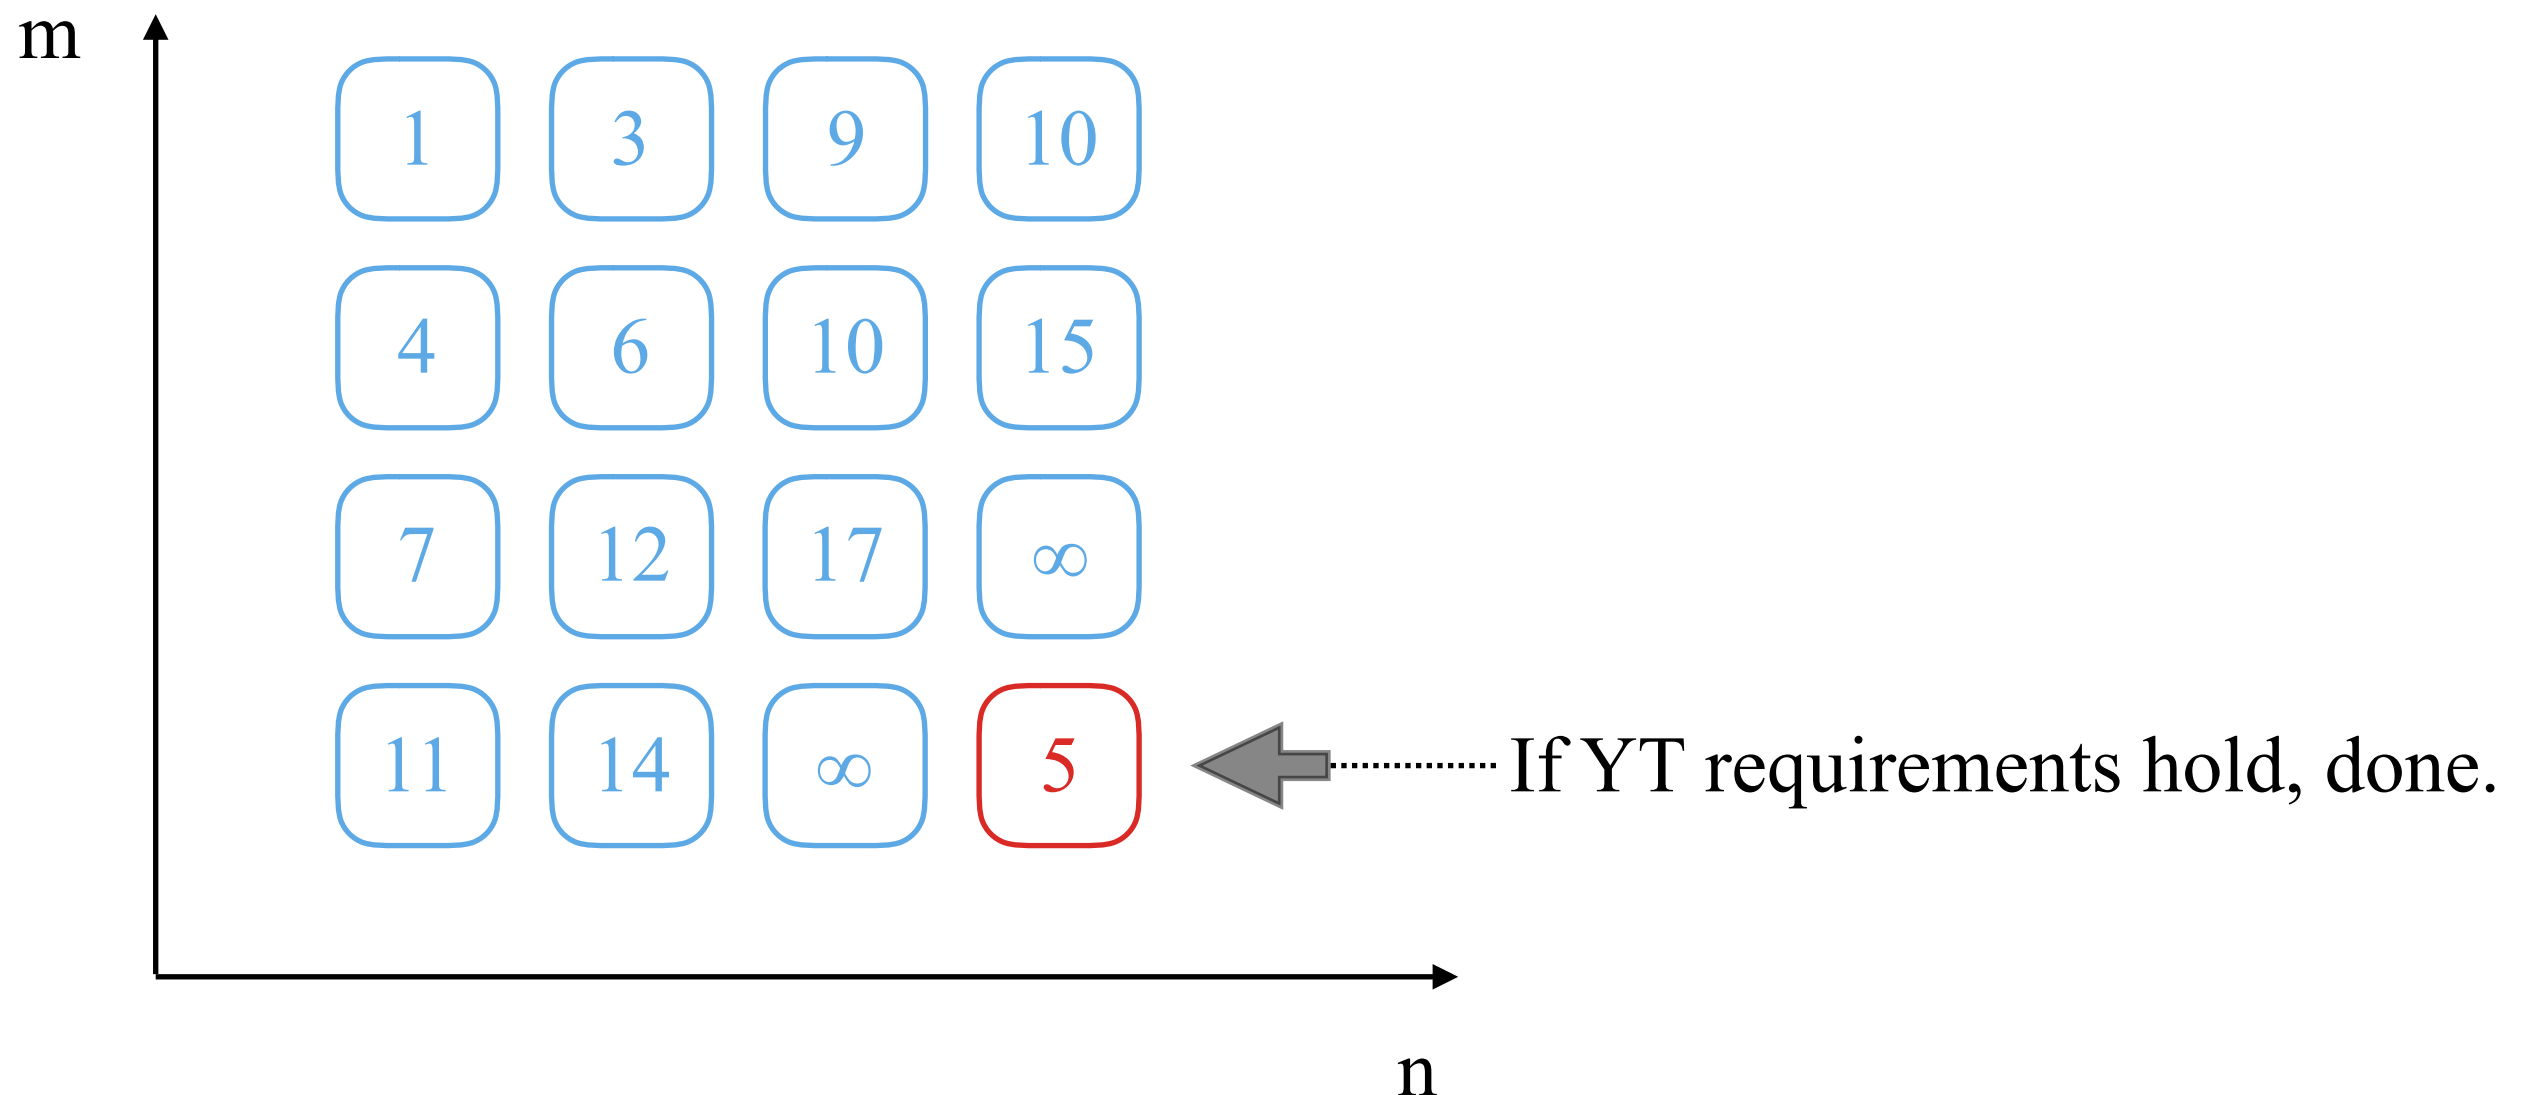 m
1 3 9 10
4 6 10 15
7 12 17 ∞
11 14 ∞ 5 If YT requirements hold, done.
n